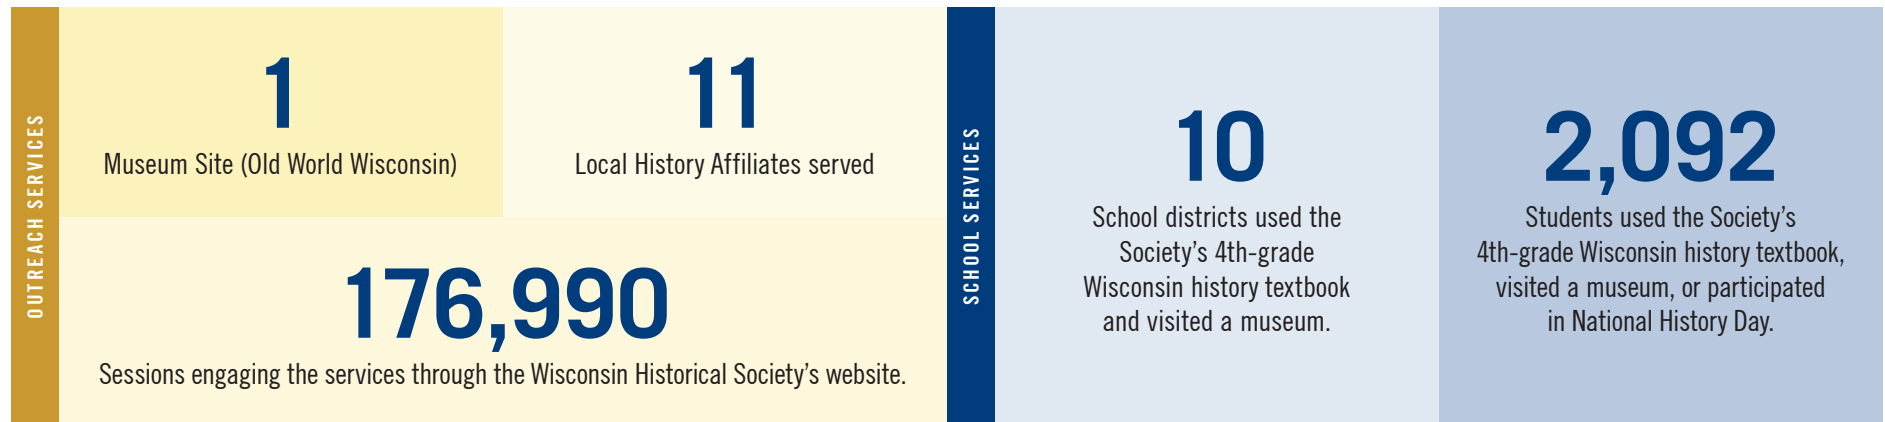 OUTREACH SERVICES
1
Museum Site (Old World Wisconsin)
11
Local History Affiliates served
176,990
Sessions engaging the services through the Wisconsin Historical Society’s website.
SCHOOL SERVICES
10
School districts used the
Society’s 4th-grade
Wisconsin history textbook
and visited a museum.
2,092
Students used the Society’s
4th-grade Wisconsin history textbook,
visited a museum, or participated
in National History Day.